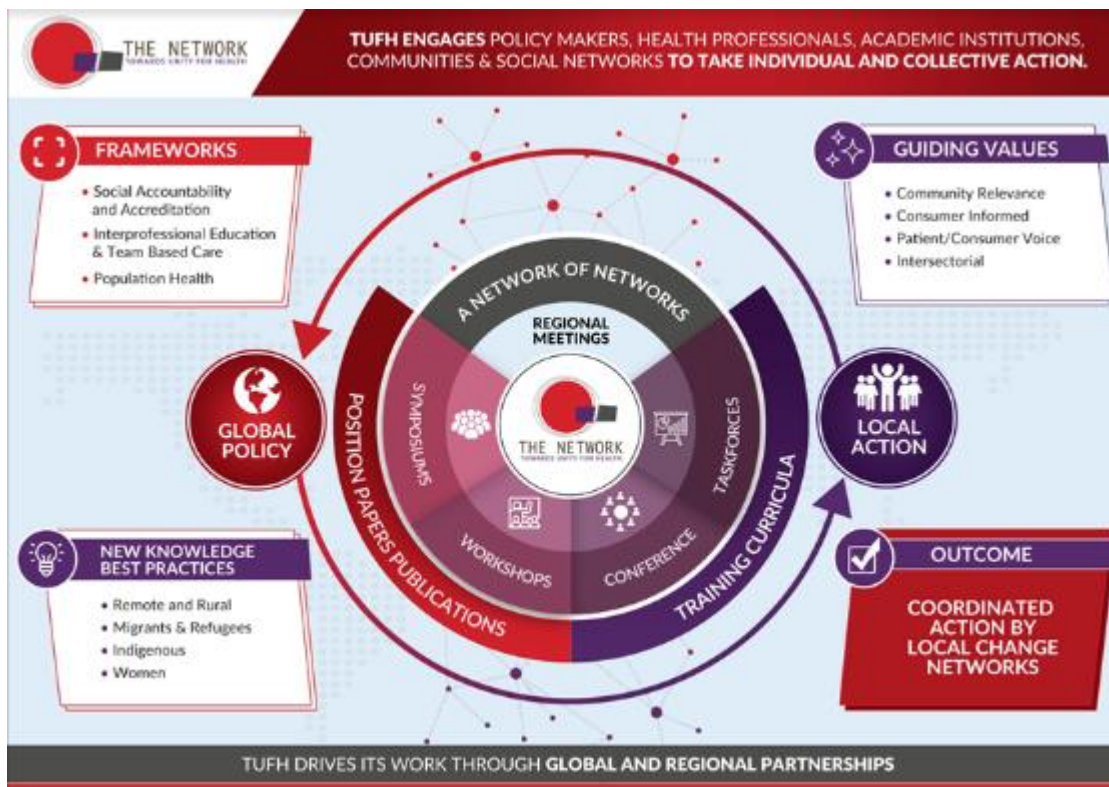 THE NETWORK
TOWARDS UNITY FOR HEALTH
TUFH ENGAGES POLICY MAKERS, HEALTH PROFESSIONALS, ACADEMIC INSTITUTIONS,
COMMUNITIES & SOCIAL NETWORKS TO TAKE INDIVIDUAL AND COLLECTIVE ACTION.
FRAMEWORKS
• Social Accountability
and Accreditation
• Interprofessional Education
& Team Based Care
• Population Health
GUIDING VALUES
• Community Relevance
• Consumer Informed
• Patient/Consumer Voice
• Intersectorial
A NETWORK OF NETWORKS
REGIONAL
MEETINGS
SYMPOSIUMS
TASKFORCES
WORKSHOPS
CONFERENCE
THE NETWORK
TOWARDS UNITY FOR HEALTH
POSITION PAPERS PUBLICATIONS
TRAINING CURRICULA
GLOBAL
POLICY
LOCAL
ACTION
NEW KNOWLEDGE
BEST PRACTICES
• Remote and Rural
• Migrants & Refugees
• Indigenous
• Women
OUTCOME
COORDINATED
ACTION BY
LOCAL CHANGE
NETWORKS
TUFH DRIVES ITS WORK THROUGH GLOBAL AND REGIONAL PARTNERSHIPS